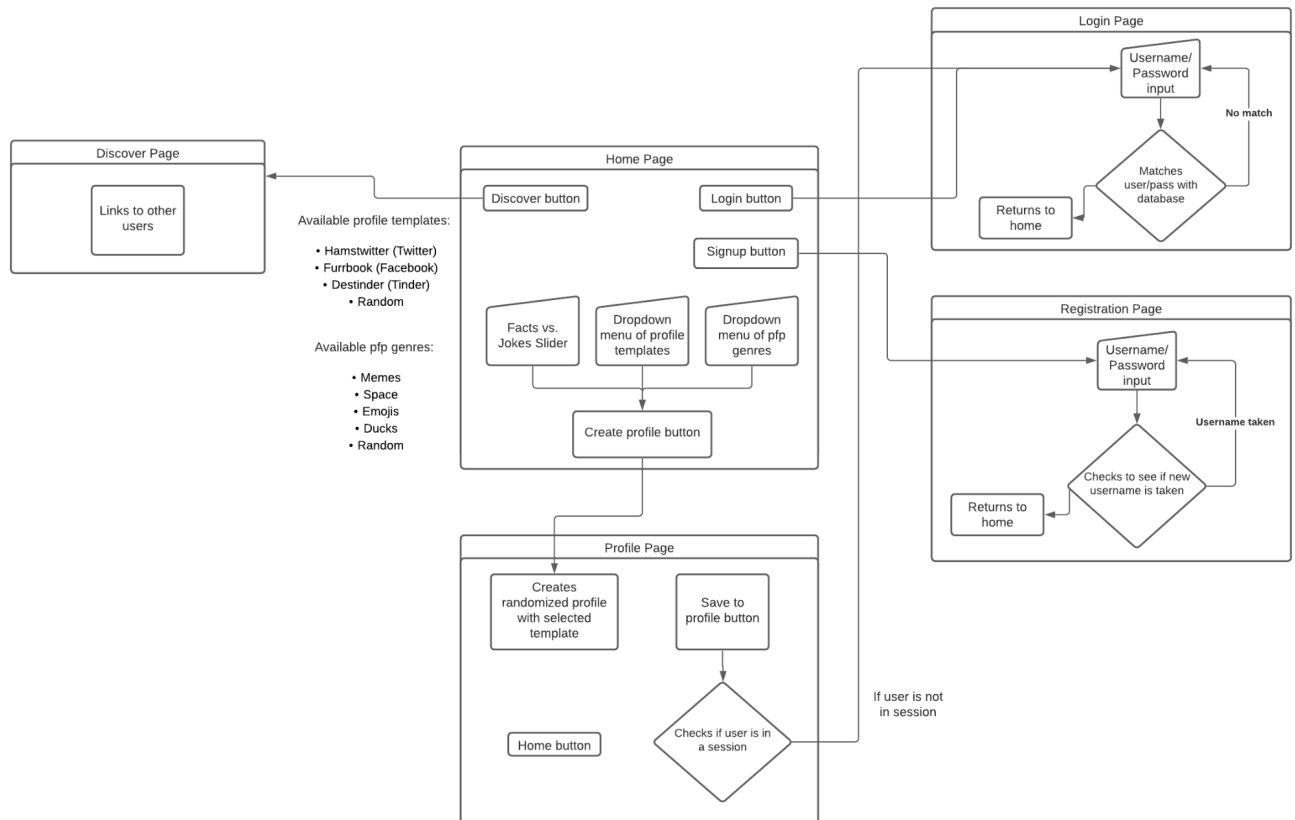 Login Page
Username/
Password
input
No match
Matches
user/pass with
database
Returns to
home
Discover Page
Links to other
users
Home Page
Discover button
Login button
Signup button
Available profile templates:
• Hamstwitter (Twitter)
• Furrbook (Facebook)
• Destinder (Tinder)
• Random
Available pfp genres:
• Memes
• Space
• Emojis
• Ducks
• Random
Facts vs.
Jokes Slider
Dropdown
menu of profile
templates
Dropdown
menu of pfp
genres
Create profile button
Registration Page
Username/
Password
input
Username taken
Checks to see if new
username is taken
Returns to
home
Profile Page
Creates
randomized profile
with selected
template
Save to
profile button
Home button
Checks if user is in
a session
If user is not
in session